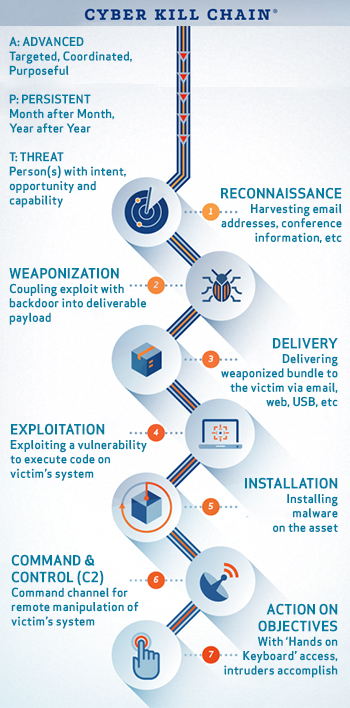 CYBER KILL CHAIN®
A: ADVANCED
Targeted, Coordinated,
Purposeful
P: PERSISTENT
Month after Month,
Year after Year
T: THREAT
Person(s) with intent,
opportunity and
capability
1
RECONNAISSANCE
Harvesting email
addresses, conference
information, etc
WEAPONIZATION
Coupling exploit with
backdoor into deliverable
payload
2
3
DELIVERY
Delivering
weaponized bundle to
the victim via email,
web, USB, etc
EXPLOITATION
Exploiting a vulnerability
to execute code on
victim's system
4
5
INSTALLATION
Installing
malware
on the asset
COMMAND &
CONTROL (C2)
Command channel for
remote manipulation of
victim's system
6
7
ACTION ON
OBJECTIVES
With 'Hands on
Keyboard' access,
intruders accomplish